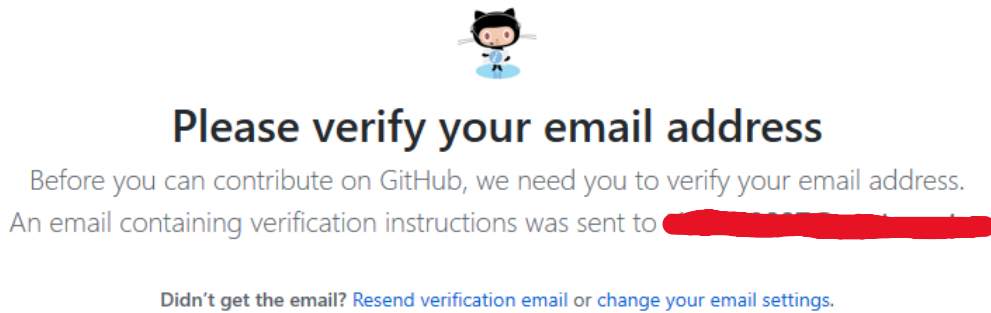 Please verify your email address
Before you can contribute on GitHub, we need you to verify your email address.
An email containing verification instructions was sent to
Didn't get the email? Resend verification email or change your email settings.